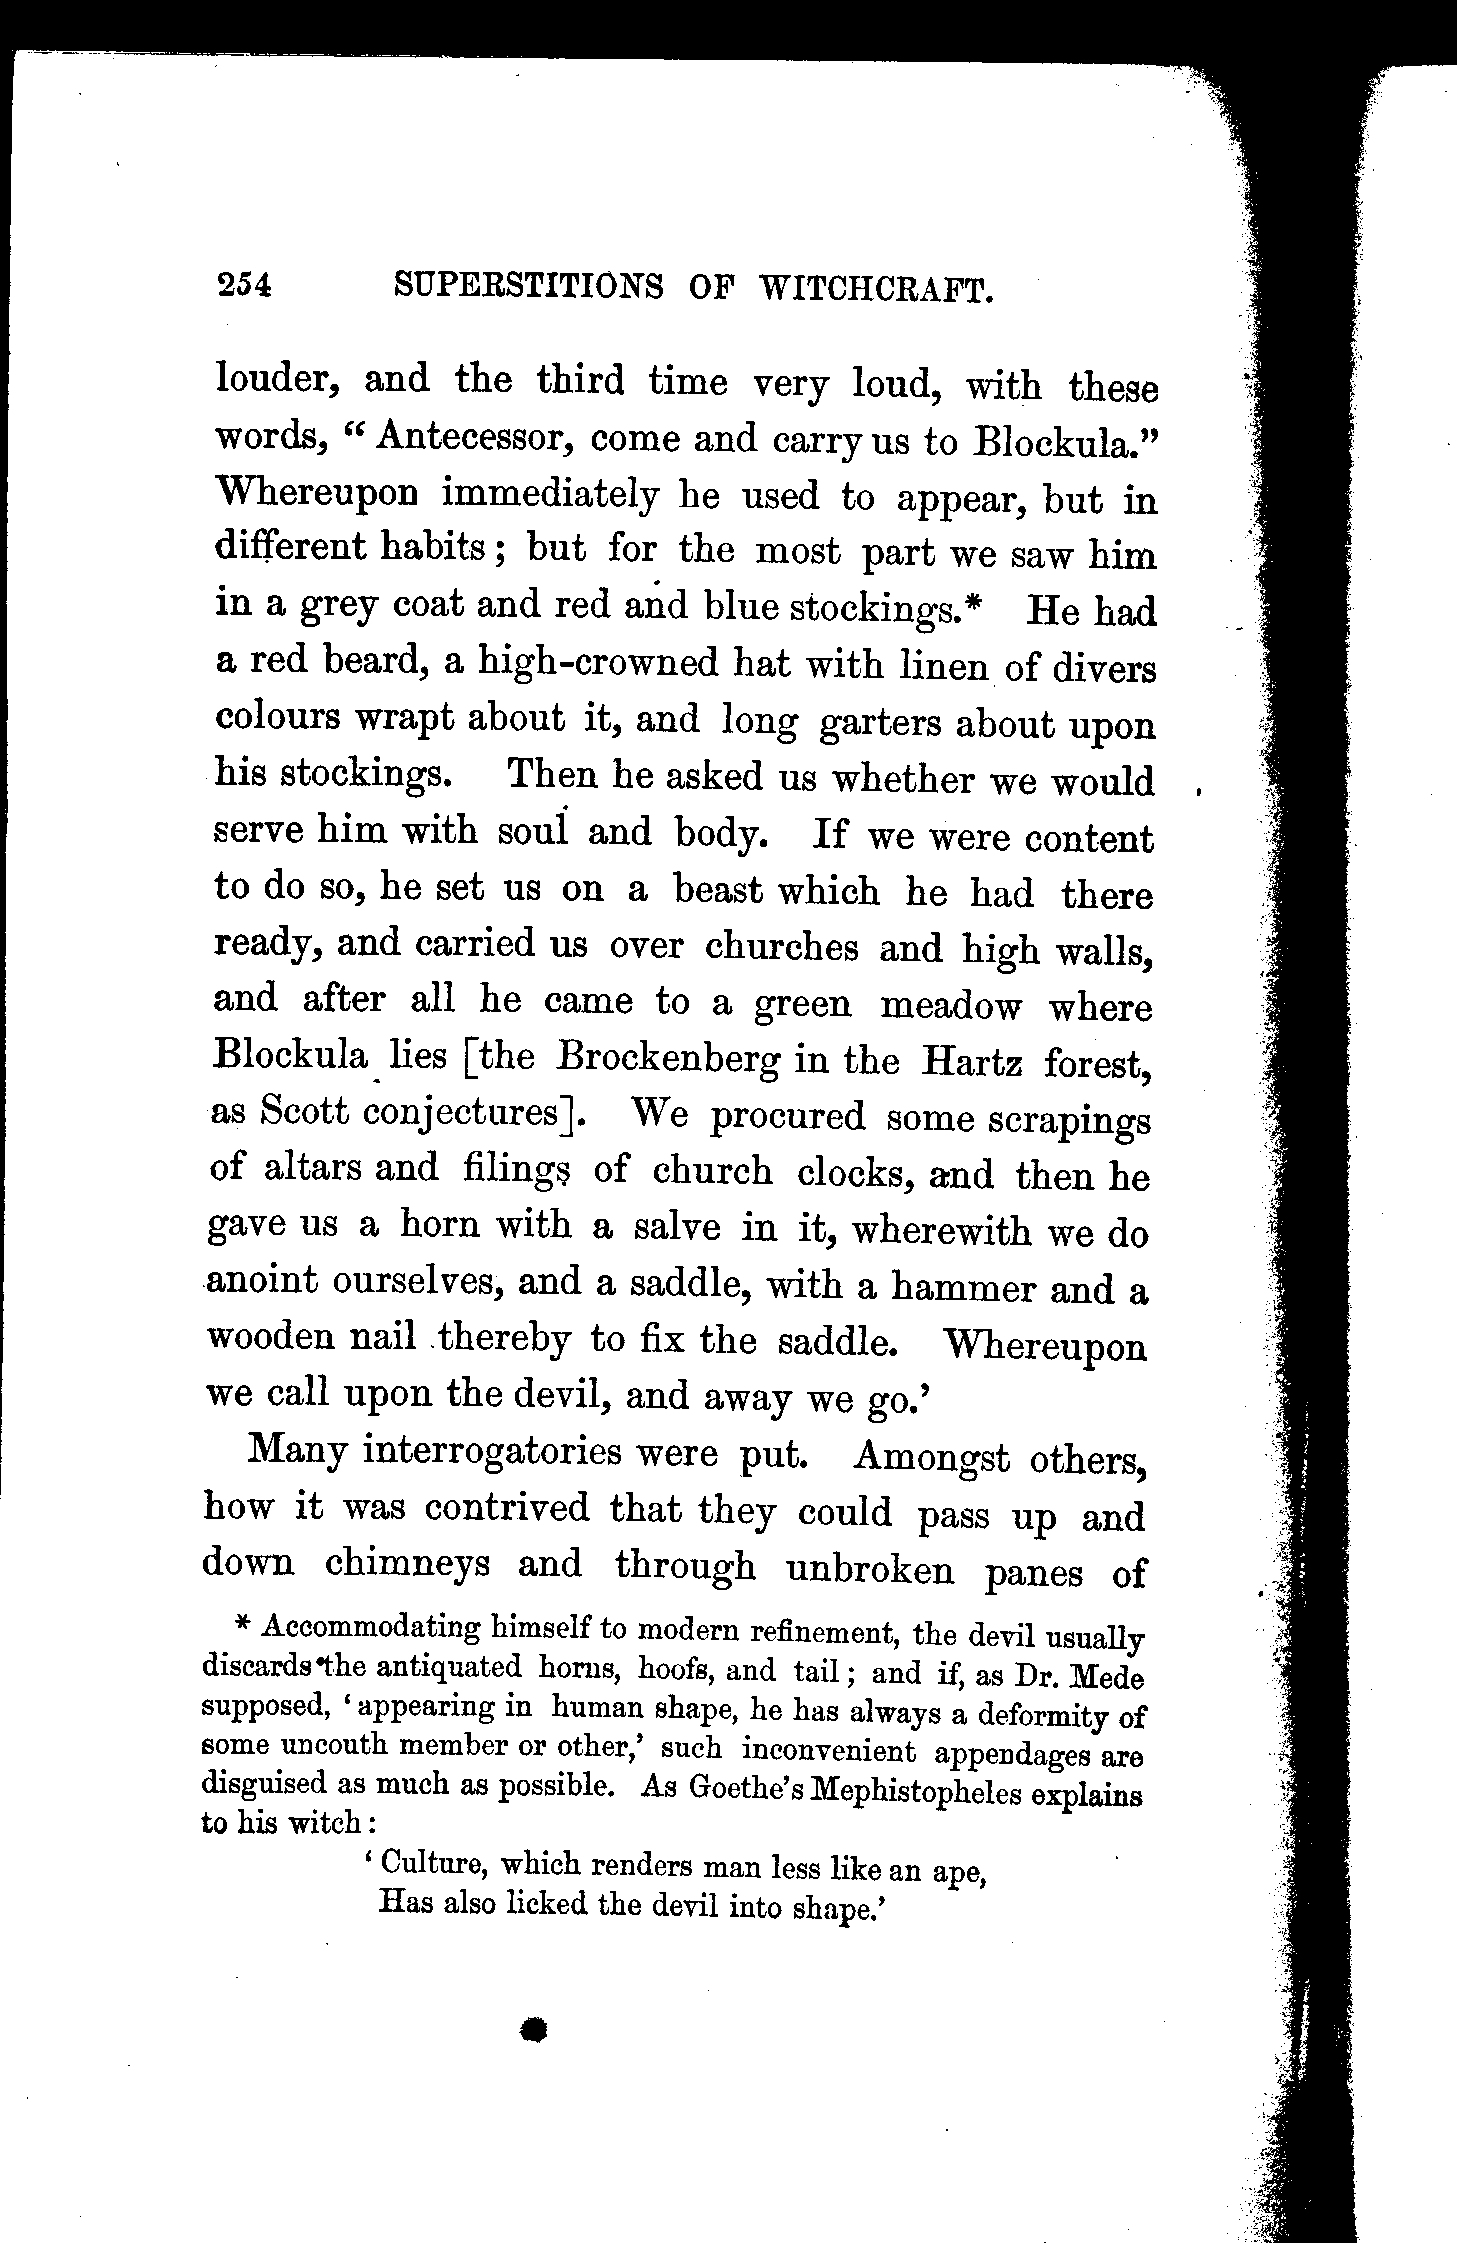 254 SUPERSTITIONS OF WITCHCRAFT.
louder, and the third time very loud, with these
words, “ Antecessor, come and carry us to Blockula.”
Whereupon immediately he used to appear, but in
different habits ; but for the most part we saw him
in a grey coat and red and blue stockings.* He had
a red beard, a high-crowned hat with linen of divers
colours wrapt about it, and long garters about upon
his stockings. Then he asked us whether we would
serve him with soul and body. If we were content
to do so, he set us on a beast which he had there
ready, and carried us over churches and high walls,
and after all he came to a green meadow where
Blockula lies [the Brockenberg in the Hartz forest,
as Scott conjectures]. We procured some scrapings
of altars and filings of church clocks, and then he
gave us a horn with a salve in it, wherewith we do
anoint ourselves, and a saddle, with a hammer and a
wooden nail thereby to fix the saddle. Whereupon
we call upon the devil, and away we go.’
Many interrogatories were put. Amongst others,
how it was contrived that they could pass up and
down chimneys and through unbroken panes of
* Accommodating himself to modern refinement, the devil usually
discards the antiquated horns, hoofs, and tail ; and if, as Dr. Mede
supposed, ‘ appearing in human shape, he has always a deformity of
some uncouth member or other,’ such inconvenient appendages are
disguised as much as possible. As Goethe’s Mephistopheles explains
to his witch :
‘ Culture, which renders man less like an ape,
Has also licked the devil into shape.’